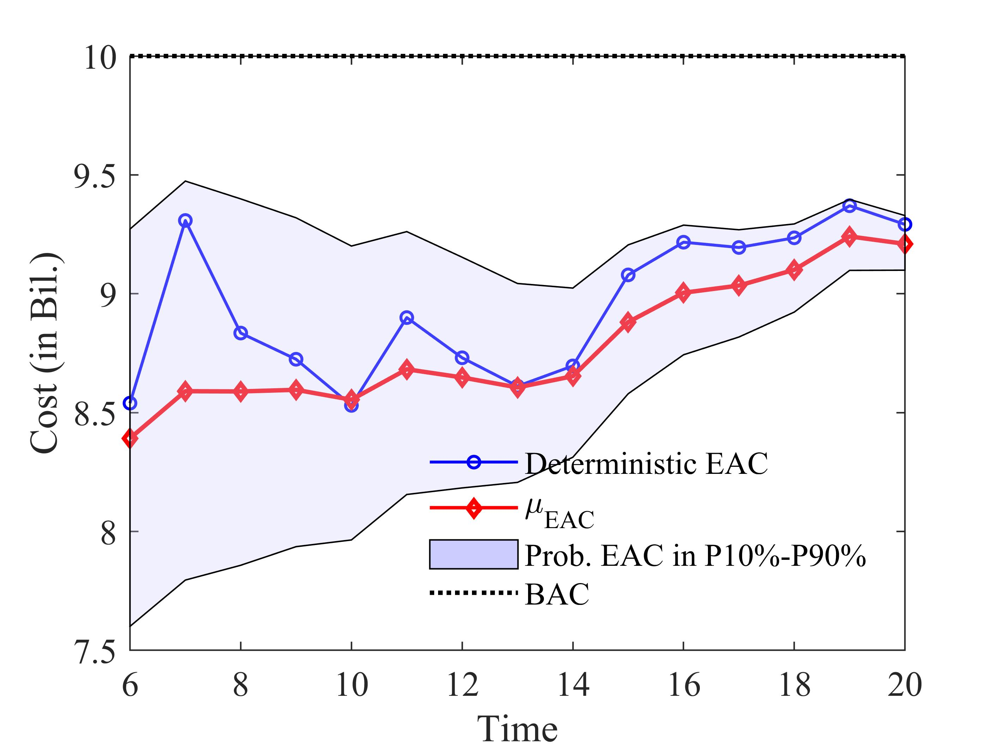 10
9.5
9
8.5
8
7.5
Cost (in Bil.)
6 8 10 12 14 16 18 20
Time
Deterministic EAC
μEAC
Prob. EAC in P10%-P90%
BAC